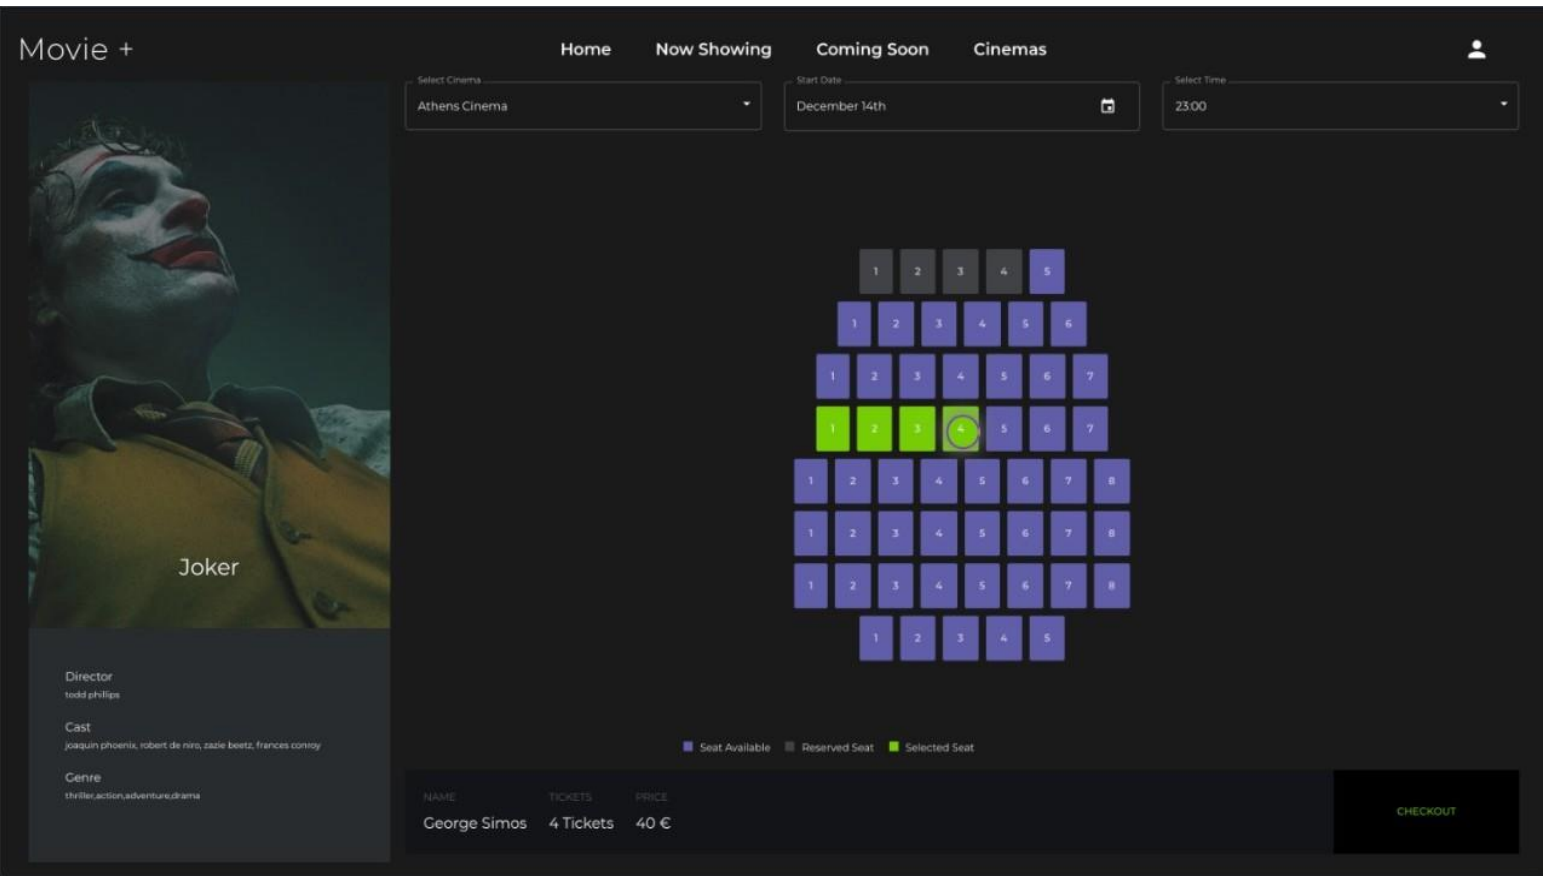 Movie +
Home Now Showing Coming Soon Cinemas
Select Cinema Start Date Select Time
Athens Cinema December 14th 23:00
1 2 3 4 5
1 2 3 4 5 6
1 2 3 4 5 6 7
1 2 3 4 5 6 7
1 2 3 4 5 6 7 8
1 2 3 4 5 6 7 8
1 2 3 4 5 6 7 8
1 2 3 4 5
Joker
Director
todd phillips
Cast
joaquin phoenix, robert de niro, zazie beetz, frances conroy
Genre
thriller,action,adventure,drama
Seat Available Reserved Seat Selected Seat
NAME TICKETS PRICE
George Simos 4 Tickets 40 €
CHECKOUT